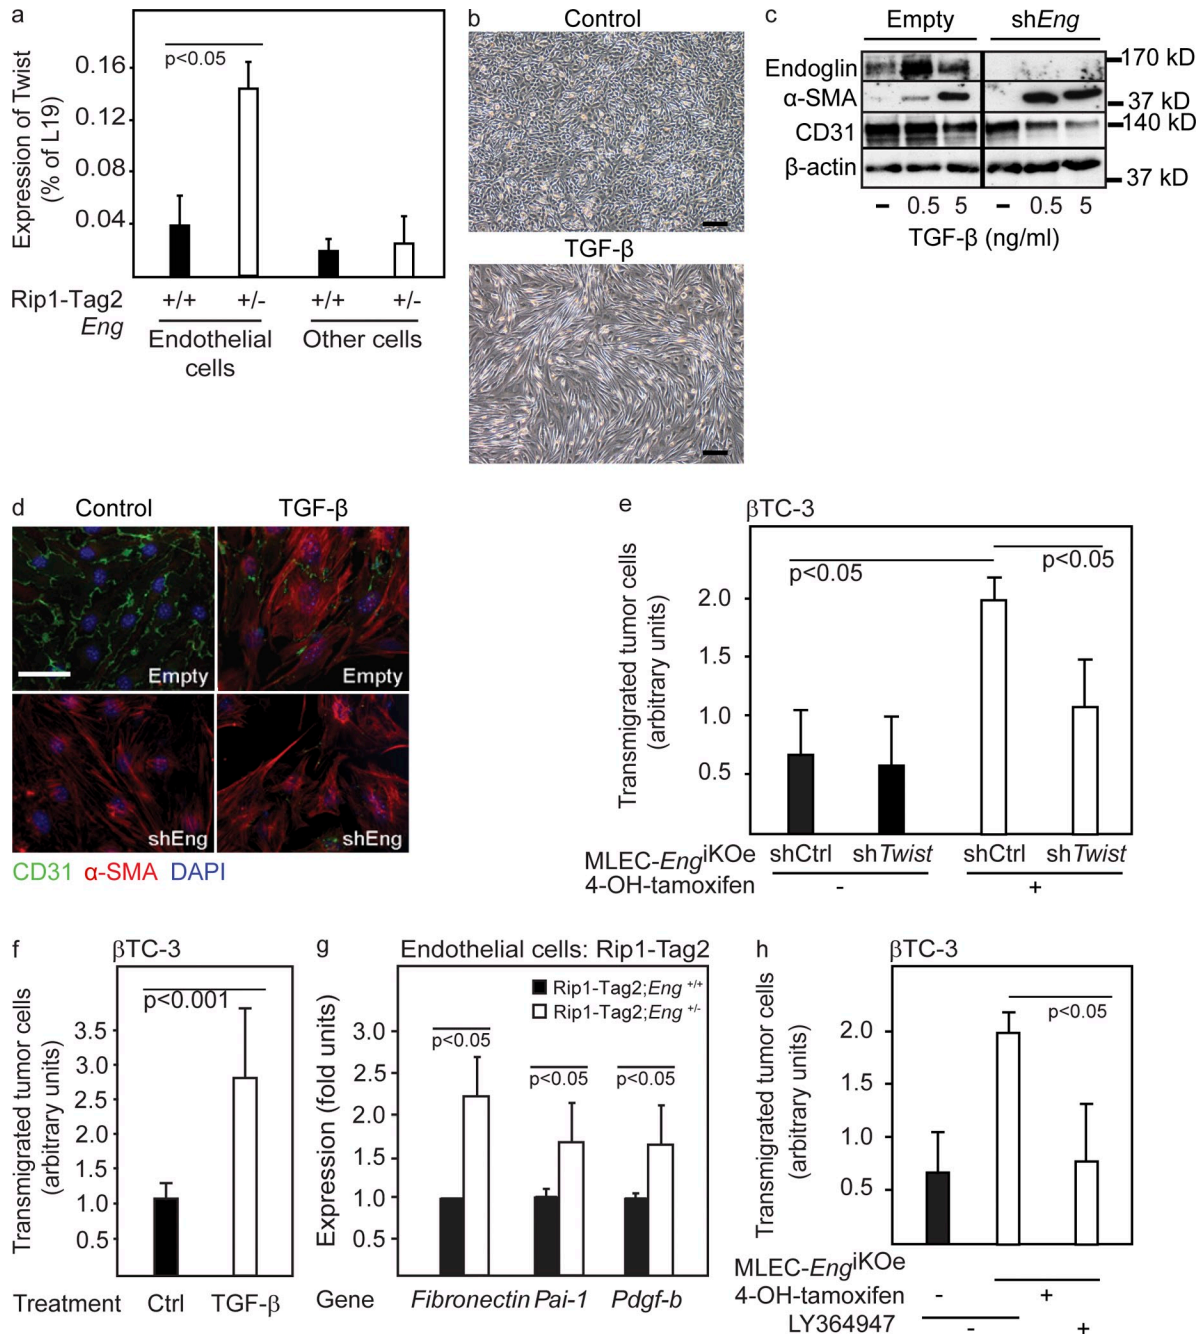 a
Expression of Twist
(% of L19)
0.16
0.12
0.08
0.04
p<0.05
Rip1-Tag2
Eng
+/+ +/- +/+ +/-
Endothelial
cells
Other cells
b
Control
TGF-β
c
Empty shEng
Endoglin
α-SMA
CD31
β-actin
170 kD
37 kD
140 kD
37 kD
– 0.5 5 – 0.5 5
TGF-β (ng/ml)
d
Control TGF-β
Empty Empty
shEng shEng
CD31 α-SMA DAPI
e
βTC-3
Transmigrated tumor cells
(arbitrary units)
2.0
1.5
1.0
0.5
p<0.05
p<0.05
MLEC-Eng iKOe shCtrl shTwist shCtrl shTwist
4-OH-tamoxifen - +
f
βTC-3
Transmigrated tumor cells
(arbitrary units)
3.5
3.0
2.5
2.0
1.5
1.0
0.5
p<0.001
Treatment Ctrl TGF-β
g
Endothelial cells: Rip1-Tag2
Rip1-Tag2;Eng +/+
Rip1-Tag2;Eng +/-
Expression (fold units)
3.0
2.5
2.0
1.5
1.0
0.5
p<0.05
p<0.05
p<0.05
Gene Fibronectin Pai-1 Pdgf-b
h
βTC-3
Transmigrated tumor cells
(arbitrary units)
2.0
1.5
1.0
0.5
p<0.05
MLEC-Eng iKOe
4-OH-tamoxifen - +
LY364947 - +